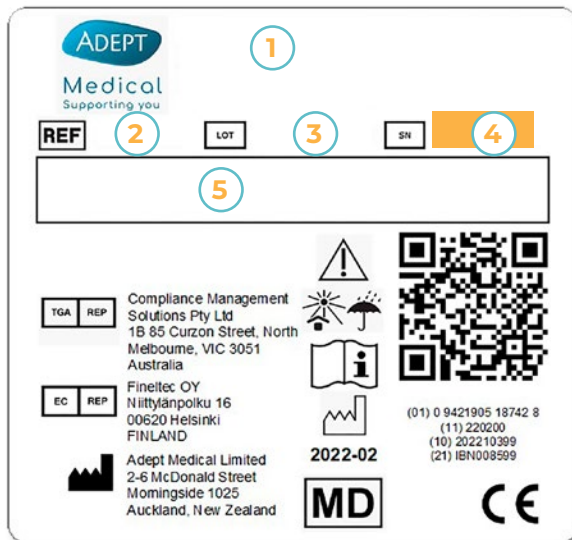 ADEPT
Medical
Supporting you
1
REF
2
LOT
3
SN
4
5
TGA REP
Compliance Management
Solutions Pty Ltd
1B 85 Curzon Street, North
Melbourne, VIC 3051
Australia
EC REP
Fineltec OY
Niittylänpolku 16
00620 Helsinki
FINLAND
Adept Medical Limited
2-6 McDonald Street
Morningside 1025
Auckland, New Zealand
i
2022-02
MD
(01) 0 9421905 18742 8
(11) 220200
(10) 202210399
(21) IBN008599
CE